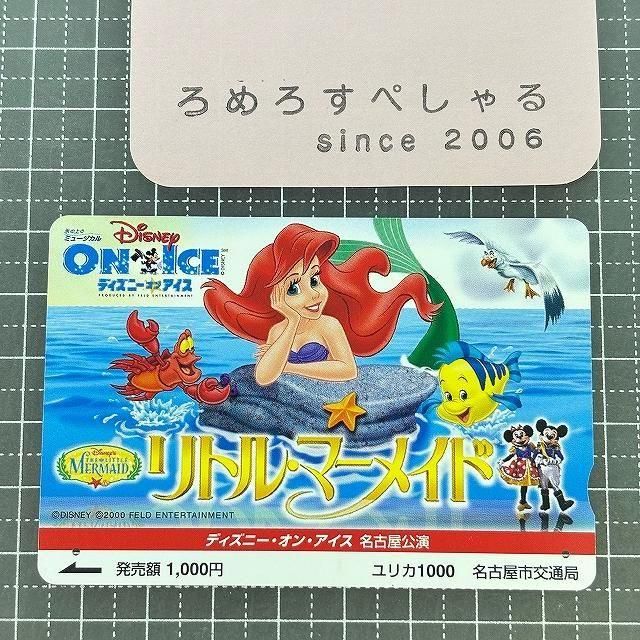 ろめろすぺしゃる
since 2006
氷の上の
ミュージカル
Disney
ON ICE
ディズニー・オン・アイス
PRODUCED BY FELD ENTERTAINMENT
Disney's
THE LITTLE
MERMAID
リトル・マーメイド
©DISNEY ©2000 FELD ENTERTAINMENT
ディズニー・オン・アイス 名古屋公演
発売額 1,000円 ユリカ1000 名古屋市交通局